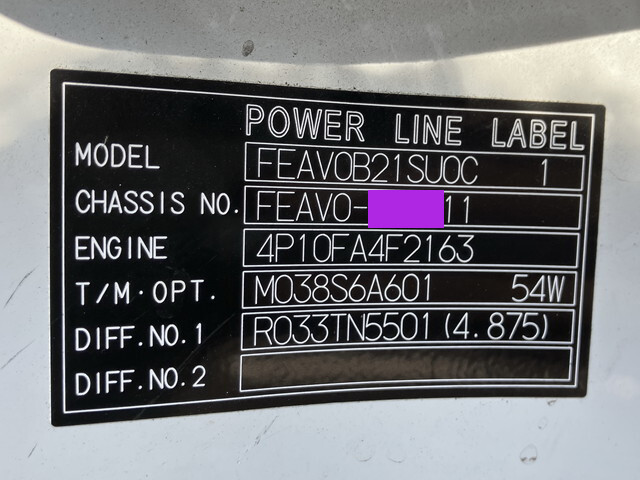 POWER LINE LABEL
MODEL FEAV0B21SU0C 1
CHASSIS NO. FEAV0- 11
ENGINE 4P10FA4F2163
T/M·OPT. M038S6A601 54W
DIFF.NO.1 R033TN5501(4.875)
DIFF.NO.2